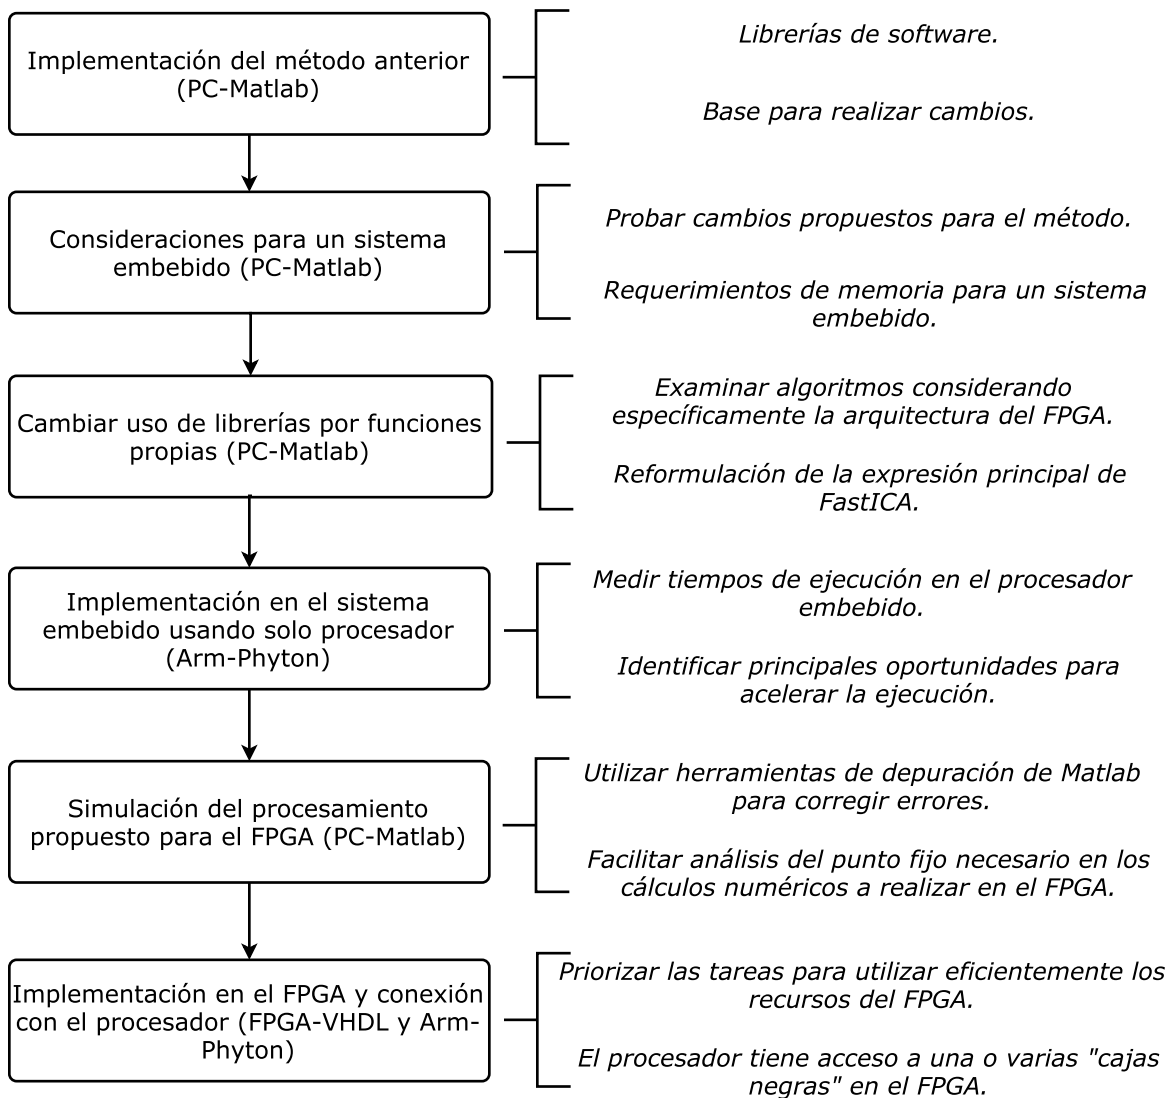 Implementación del método anterior
(PC-Matlab)
Librerías de software.
Base para realizar cambios.
Consideraciones para un sistema
embebido (PC-Matlab)
Probar cambios propuestos para el método.
Requerimientos de memoria para un sistema
embebido.
Cambiar uso de librerías por funciones
propias (PC-Matlab)
Examinar algoritmos considerando
específicamente la arquitectura del FPGA.
Reformulación de la expresión principal de
FastICA.
Implementación en el sistema
embebido usando solo procesador
(Arm-Phyton)
Medir tiempos de ejecución en el procesador
embebido.
Identificar principales oportunidades para
acelerar la ejecución.
Simulación del procesamiento
propuesto para el FPGA (PC-Matlab)
Utilizar herramientas de depuración de Matlab
para corregir errores.
Facilitar análisis del punto fijo necesario en los
cálculos numéricos a realizar en el FPGA.
Implementación en el FPGA y conexión
con el procesador (FPGA-VHDL y Arm-
Phyton)
Priorizar las tareas para utilizar eficientemente los
recursos del FPGA.
El procesador tiene acceso a una o varias "cajas
negras" en el FPGA.